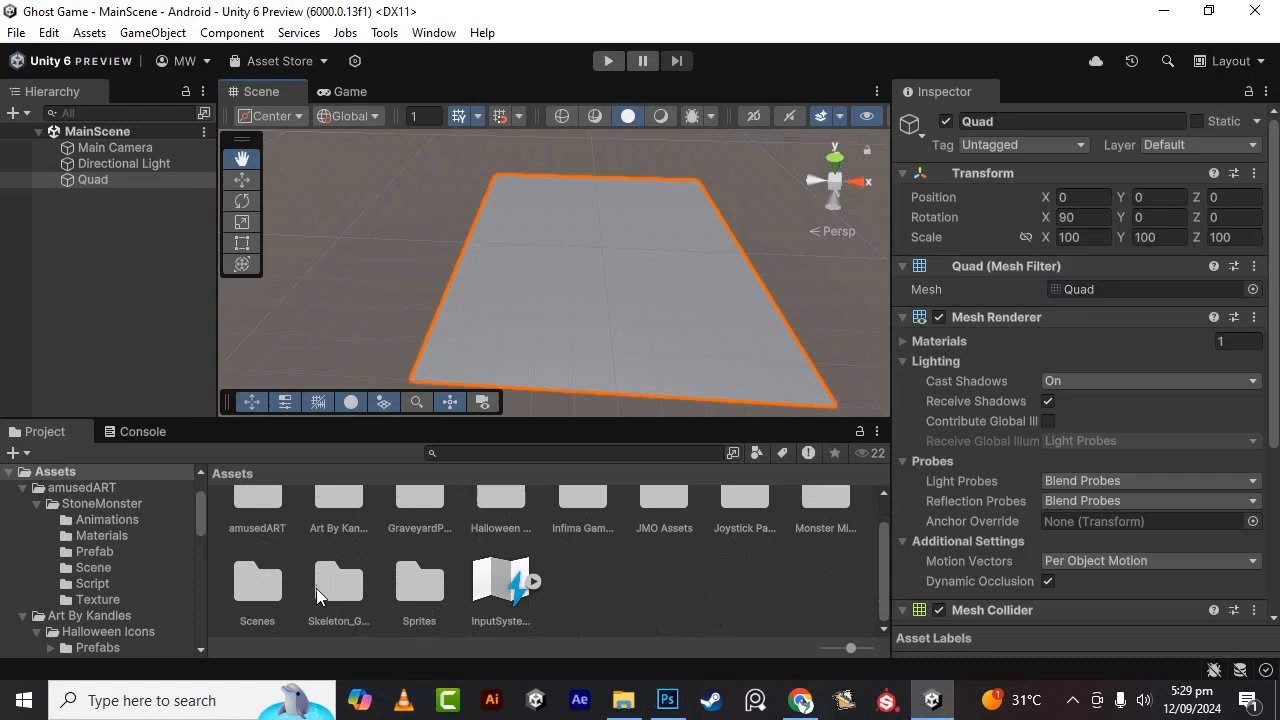 Ghost Game - MainScene - Android - Unity 6 Preview (6000.0.13f1) <DX11>
File Edit Assets GameObject Component Services Jobs Tools Window Help
Unity 6 PREVIEW MW Asset Store Layout
Hierarchy Scene Game Inspector
All Center Global 1 2D Quad Static
MainScene Tag Untagged Layer Default
Main Camera
Directional Light Transform
Quad
Position X 0 Y 0 Z 0
Rotation X 90 Y 0 Z 0
Scale X 100 Y 100 Z 100
y
x
< Persp
Quad (Mesh Filter)
Mesh Quad
Mesh Renderer
Materials 1
Lighting
Cast Shadows On
Receive Shadows
Contribute Global Ill
Receive Global Illum Light Probes
Probes
Light Probes Blend Probes
Reflection Probes Blend Probes
Anchor Override None (Transform)
Additional Settings
Motion Vectors Per Object Motion
Dynamic Occlusion
Mesh Collider
Asset Labels
Project Console
22
Assets
amusedART
StoneMonster
Animations
Materials
Prefab
Scene
Script
Texture
Art By Kandles
Halloween Icons
Prefabs
Assets
amusedART Art By Kan... GraveyardP... Halloween ... Infima Gam... JMO Assets Joystick Pa... Monster Mi...
Scenes Skeleton_G... Sprites InputSyste...
Type here to search Ai Ae Ps 1 31°C 5:29 pm
12/09/2024 1